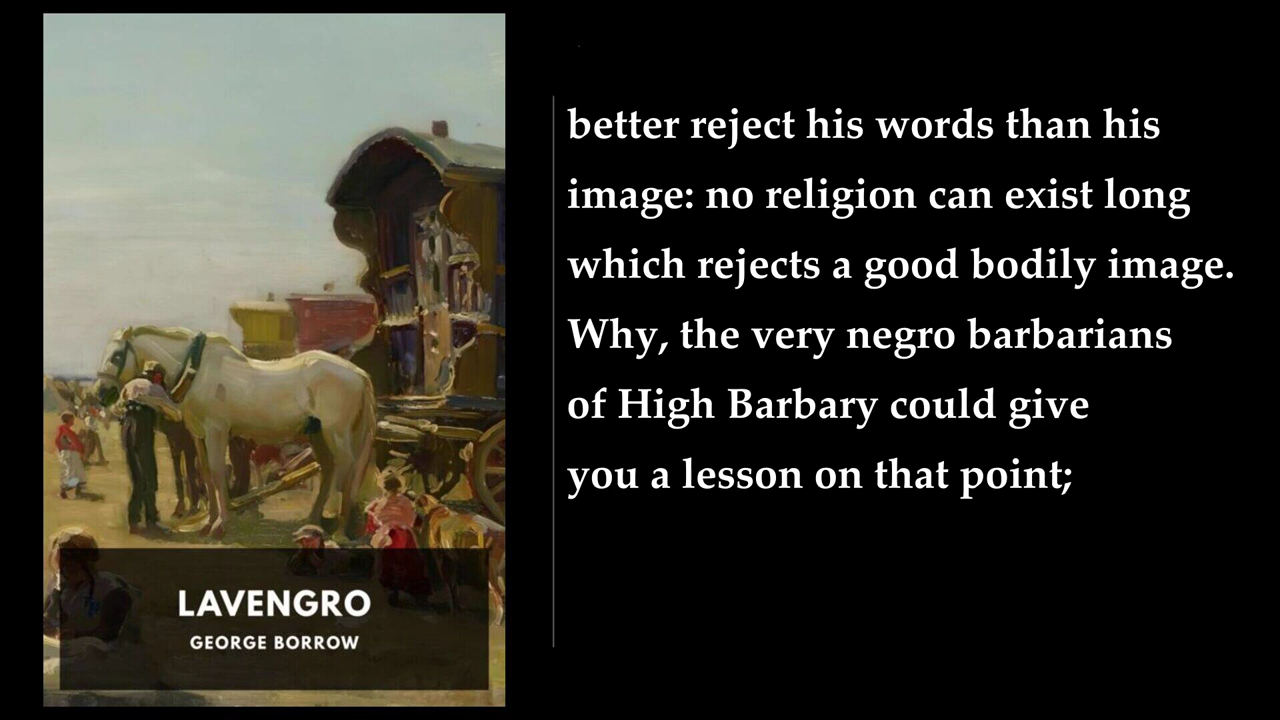 better reject his words than his
image: no religion can exist long
which rejects a good bodily image.
Why, the very negro barbarians
of High Barbary could give
you a lesson on that point;
LAVENGRO
GEORGE BORROW